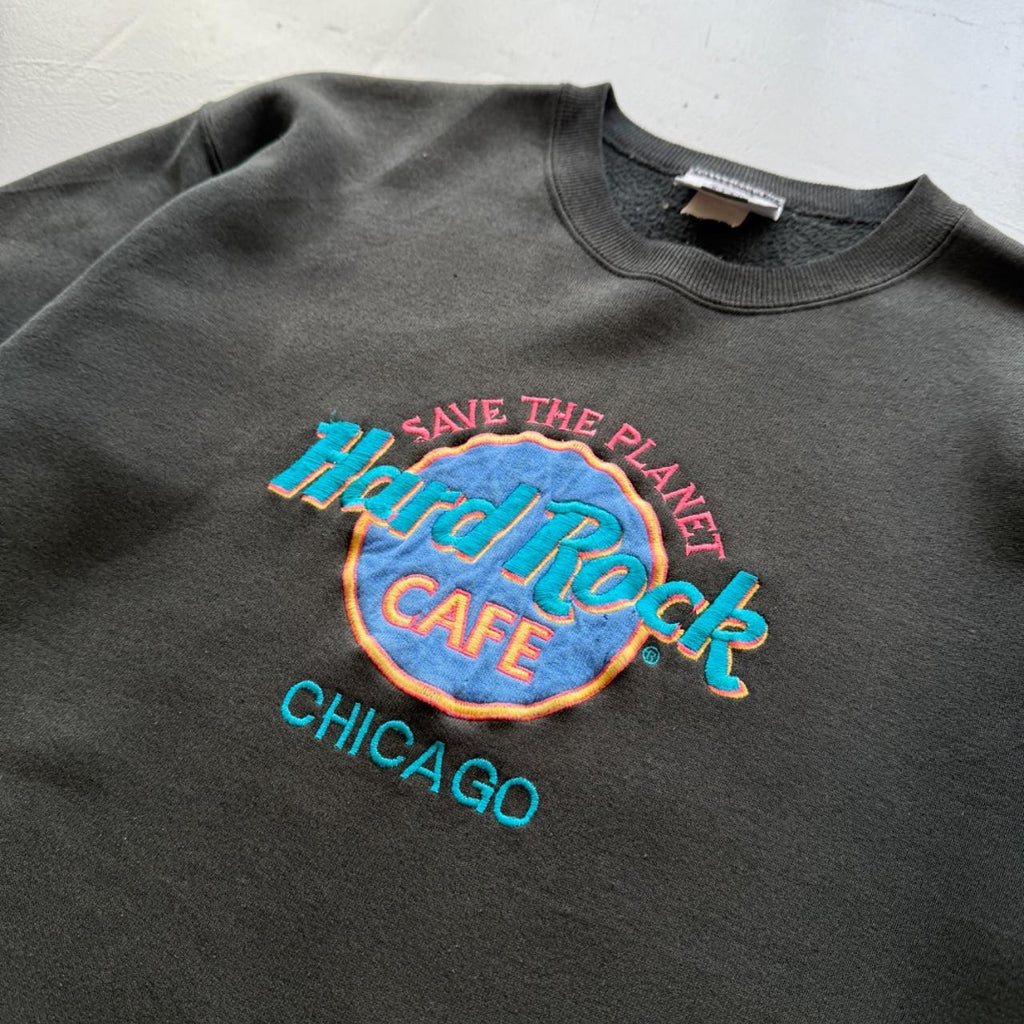 SAVE THE PLANET
Hard Rock
CAFE
®
CHICAGO